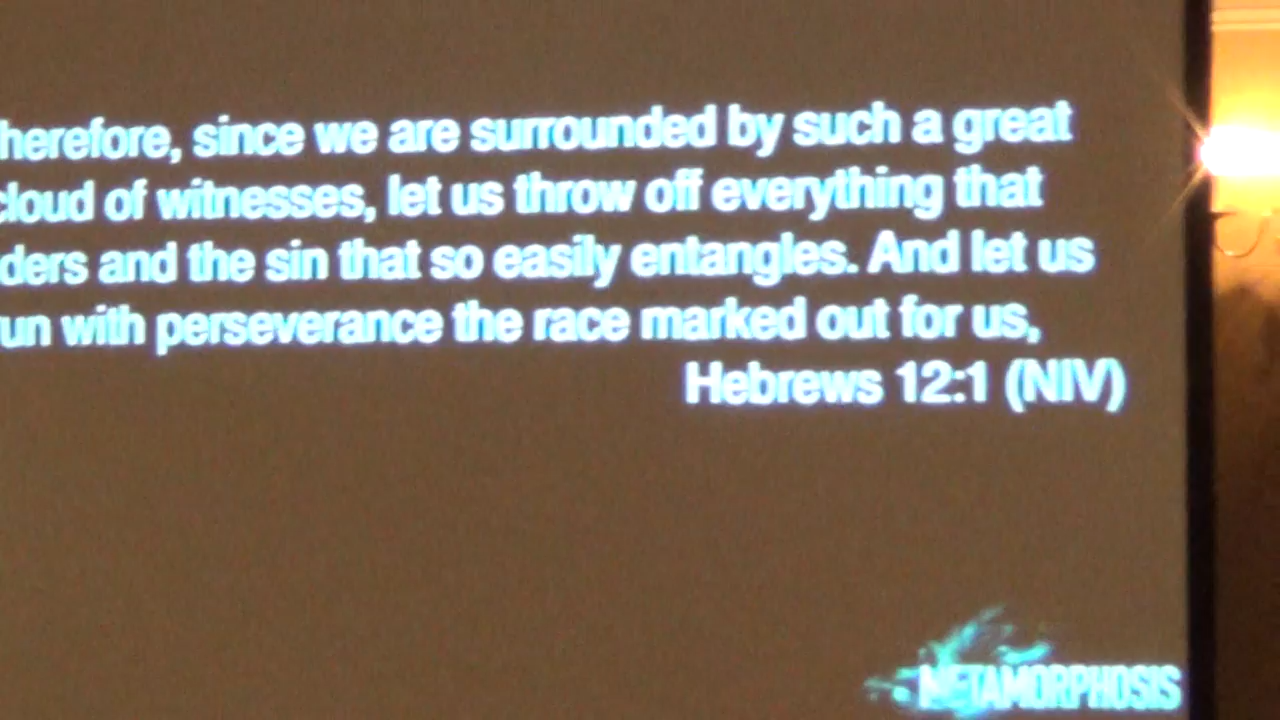 herefore, since we are surrounded by such a great
cloud of witnesses, let us throw off everything that
ders and the sin that so easily entangles. And let us
un with perseverance the race marked out for us,
Hebrews 12:1 (NIV)
METAMORPHOSIS